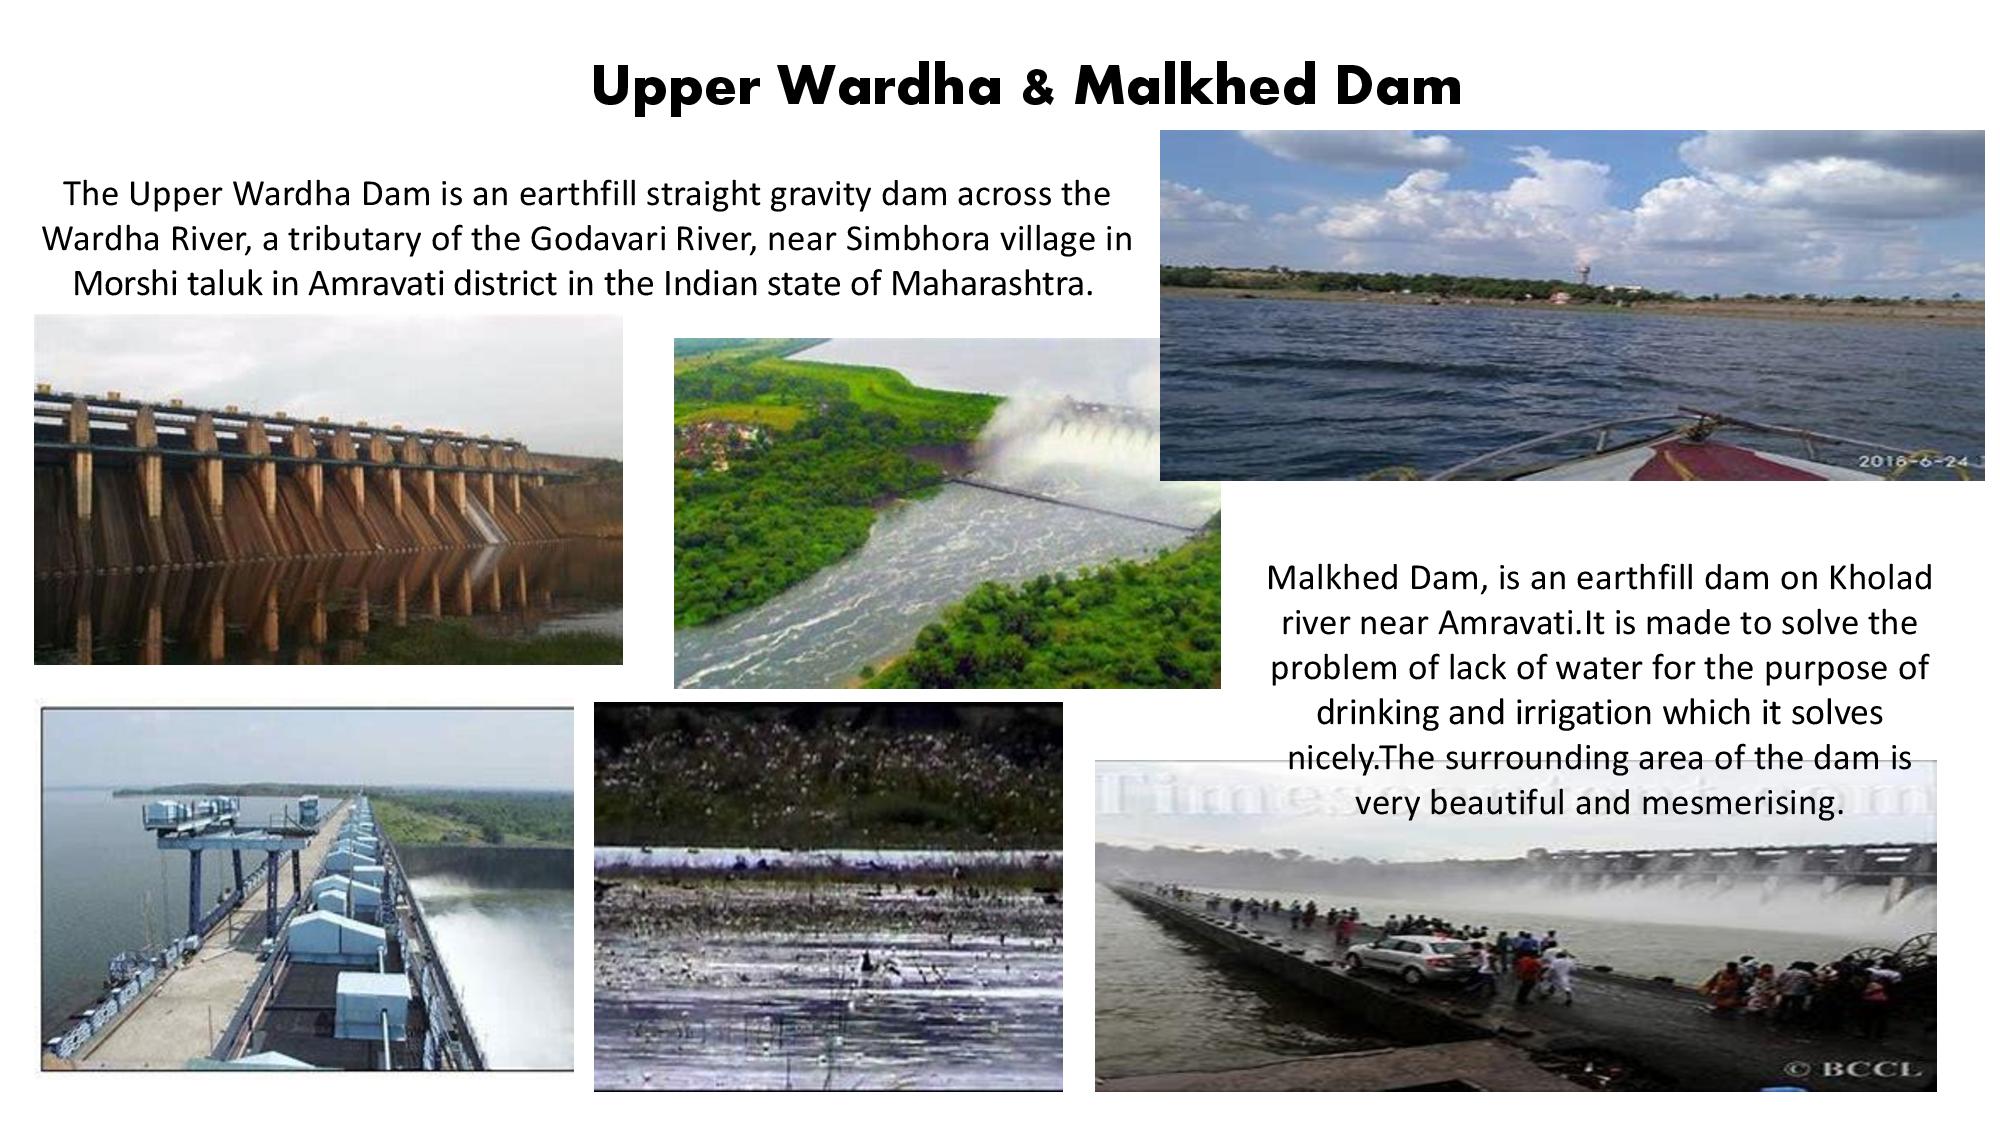 Upper Wardha & Malkhed Dam
The Upper Wardha Dam is an earthfill straight gravity dam across the
Wardha River, a tributary of the Godavari River, near Simbhora village in
Morshi taluk in Amravati district in the Indian state of Maharashtra.
2016-6-24
Malkhed Dam, is an earthfill dam on Kholad
river near Amravati.It is made to solve the
problem of lack of water for the purpose of
drinking and irrigation which it solves
nicely.The surrounding area of the dam is
very beautiful and mesmerising.
© BCCL